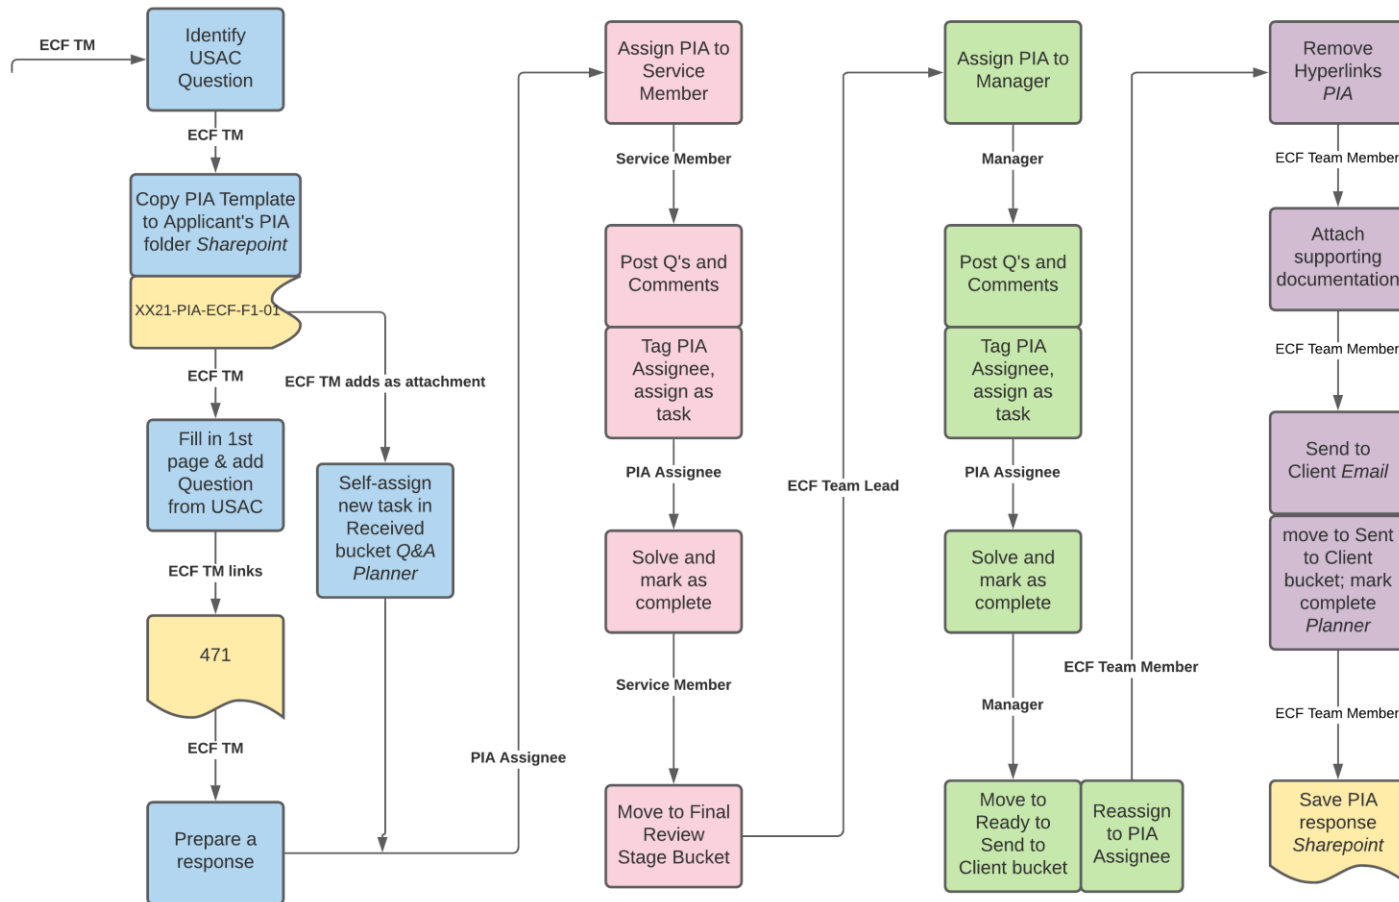 ECF TM
Identify
USAC
Question
ECF TM
Copy PIA Template
to Applicant's PIA
folder Sharepoint
XX21-PIA-ECF-F1-01
ECF TM
ECF TM adds as attachment
Fill in 1st
page & add
Question
from USAC
Self-assign
new task in
Received
bucket Q&A
Planner
ECF TM links
471
ECF TM
Prepare a
response
PIA Assignee
Assign PIA to
Service
Member
Service Member
Post Q's and
Comments
Tag PIA
Assignee,
assign as
task
PIA Assignee
Solve and
mark as
complete
Service Member
Move to Final
Review
Stage Bucket
ECF Team Lead
Assign PIA to
Manager
Manager
Post Q's and
Comments
Tag PIA
Assignee,
assign as
task
PIA Assignee
Solve and
mark as
complete
Manager
Move to
Ready to
Send to
Client bucket
Reassign
to PIA
Assignee
ECF Team Member
Remove
Hyperlinks
PIA
ECF Team Member
Attach
supporting
documentation
ECF Team Member
Send to
Client Email
move to Sent
to Client
bucket; mark
complete
Planner
ECF Team Member
Save PIA
response
Sharepoint